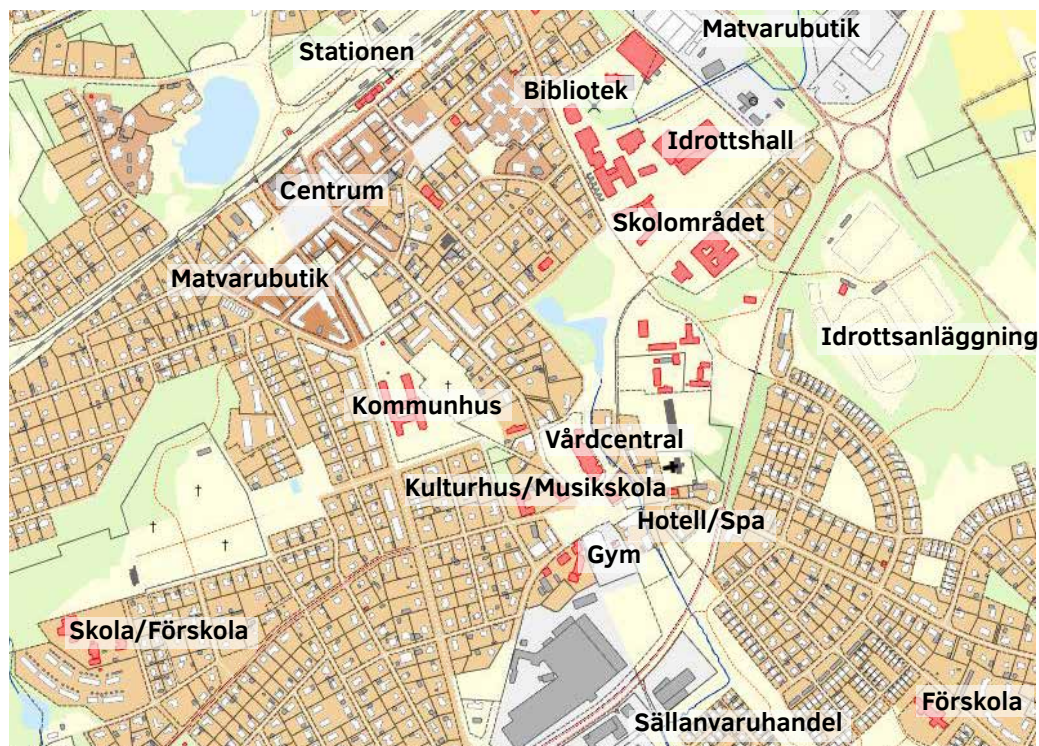 Matvarubutik
Stationen
Bibliotek
Idrottshall
Centrum
Skolområdet
Matvarubutik
Idrottsanläggning
Kommunhus
Vårdcentral
Kulturhus/Musikskola
Hotell/Spa
Gym
Skola/Förskola
Förskola
Sällanvaruhandel